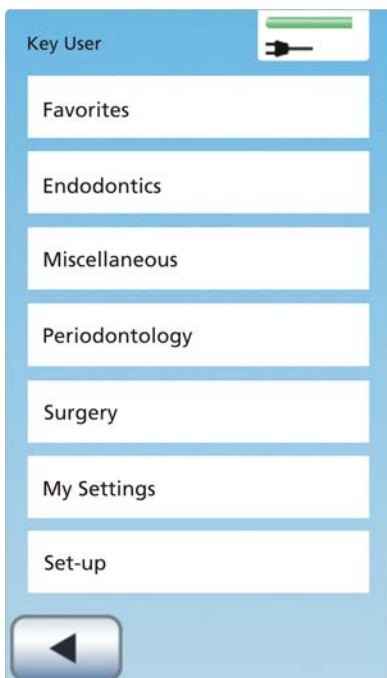 Key User
Favorites
Endodontics
Miscellaneous
Periodontology
Surgery
My Settings
Set-up